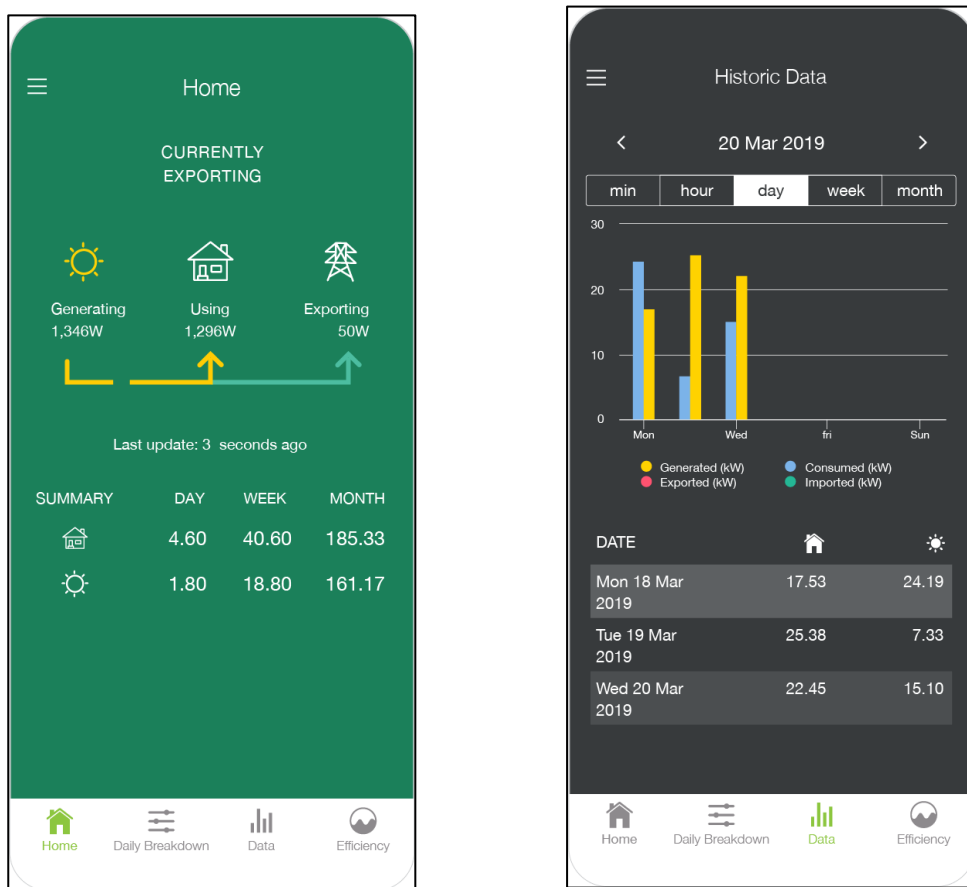 Home
CURRENTLY
EXPORTING
Generating Using Exporting
1,346W 1,296W 50W
Last update: 3 seconds ago
SUMMARY DAY WEEK MONTH
4.60 40.60 185.33
1.80 18.80 161.17
Home Daily Breakdown Data Efficiency
Historic Data
20 Mar 2019
min hour day week month
30
20
10
0
Mon Wed fri Sun
Generated (kW) Consumed (kW)
Exported (kW) Imported (kW)
DATE
Mon 18 Mar 17.53 24.19
2019
Tue 19 Mar 25.38 7.33
2019
Wed 20 Mar 22.45 15.10
2019
Home Daily Breakdown Data Efficiency